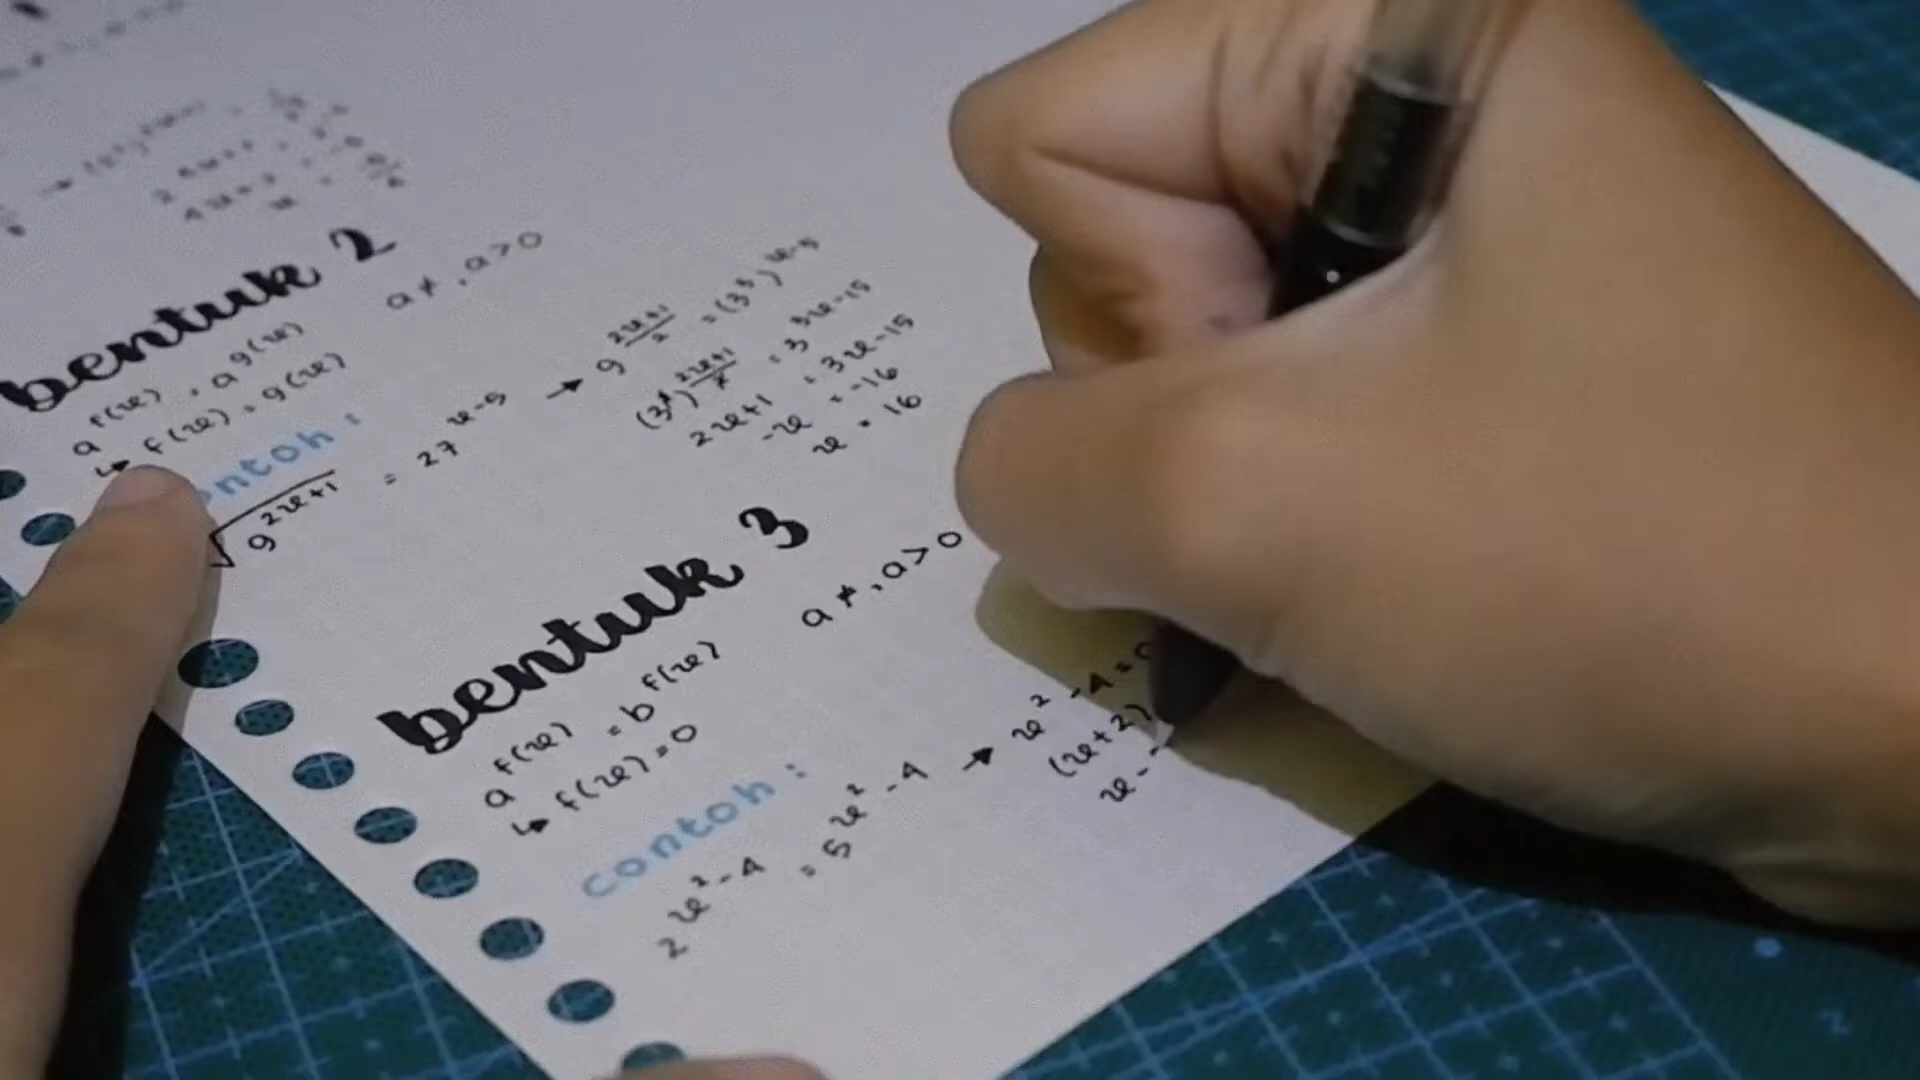 bentuk 2
a^f(x) = a^g(x)   a ≠ , a > 0
↳ f(x) = g(x)
ontoh :
√9^2x+1 = 27^x-5 → 9^(2x+1)/2 = (3³)^x-5
(3²)^(2x+1)/2 = 3^3x-15
2x+1 = 3x-15
-x = -16
x = 16
bentuk 3
a^f(x) = b^f(x)   a ≠ , a > 0
↳ f(x) = 0
contoh :
2^x²-4 = 5^x²-4 → x²-4 =
(x+2)
x -